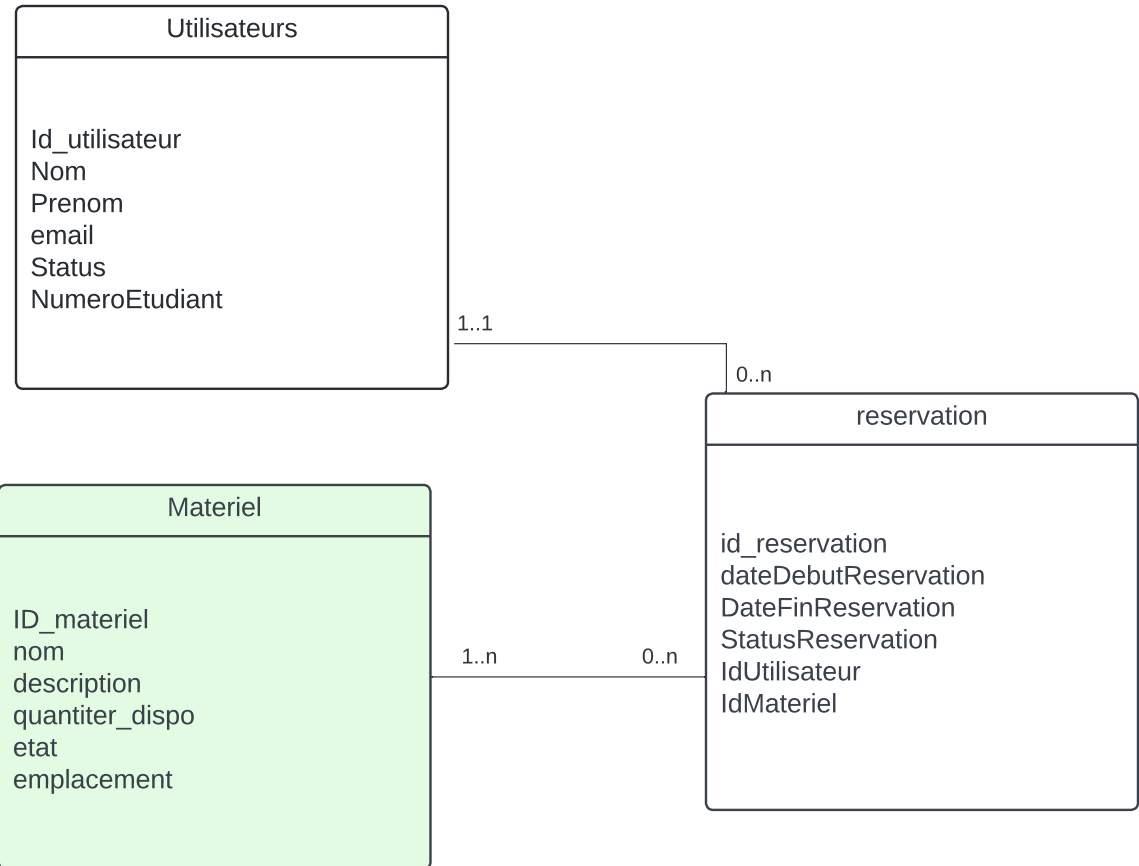 Utilisateurs
Id_utilisateur
Nom
Prenom
email
Status
NumeroEtudiant
1..1
0..n
reservation
id_reservation
dateDebutReservation
DateFinReservation
StatusReservation
IdUtilisateur
IdMateriel
Materiel
ID_materiel
nom
description
quantiter_dispo
etat
emplacement
1..n
0..n